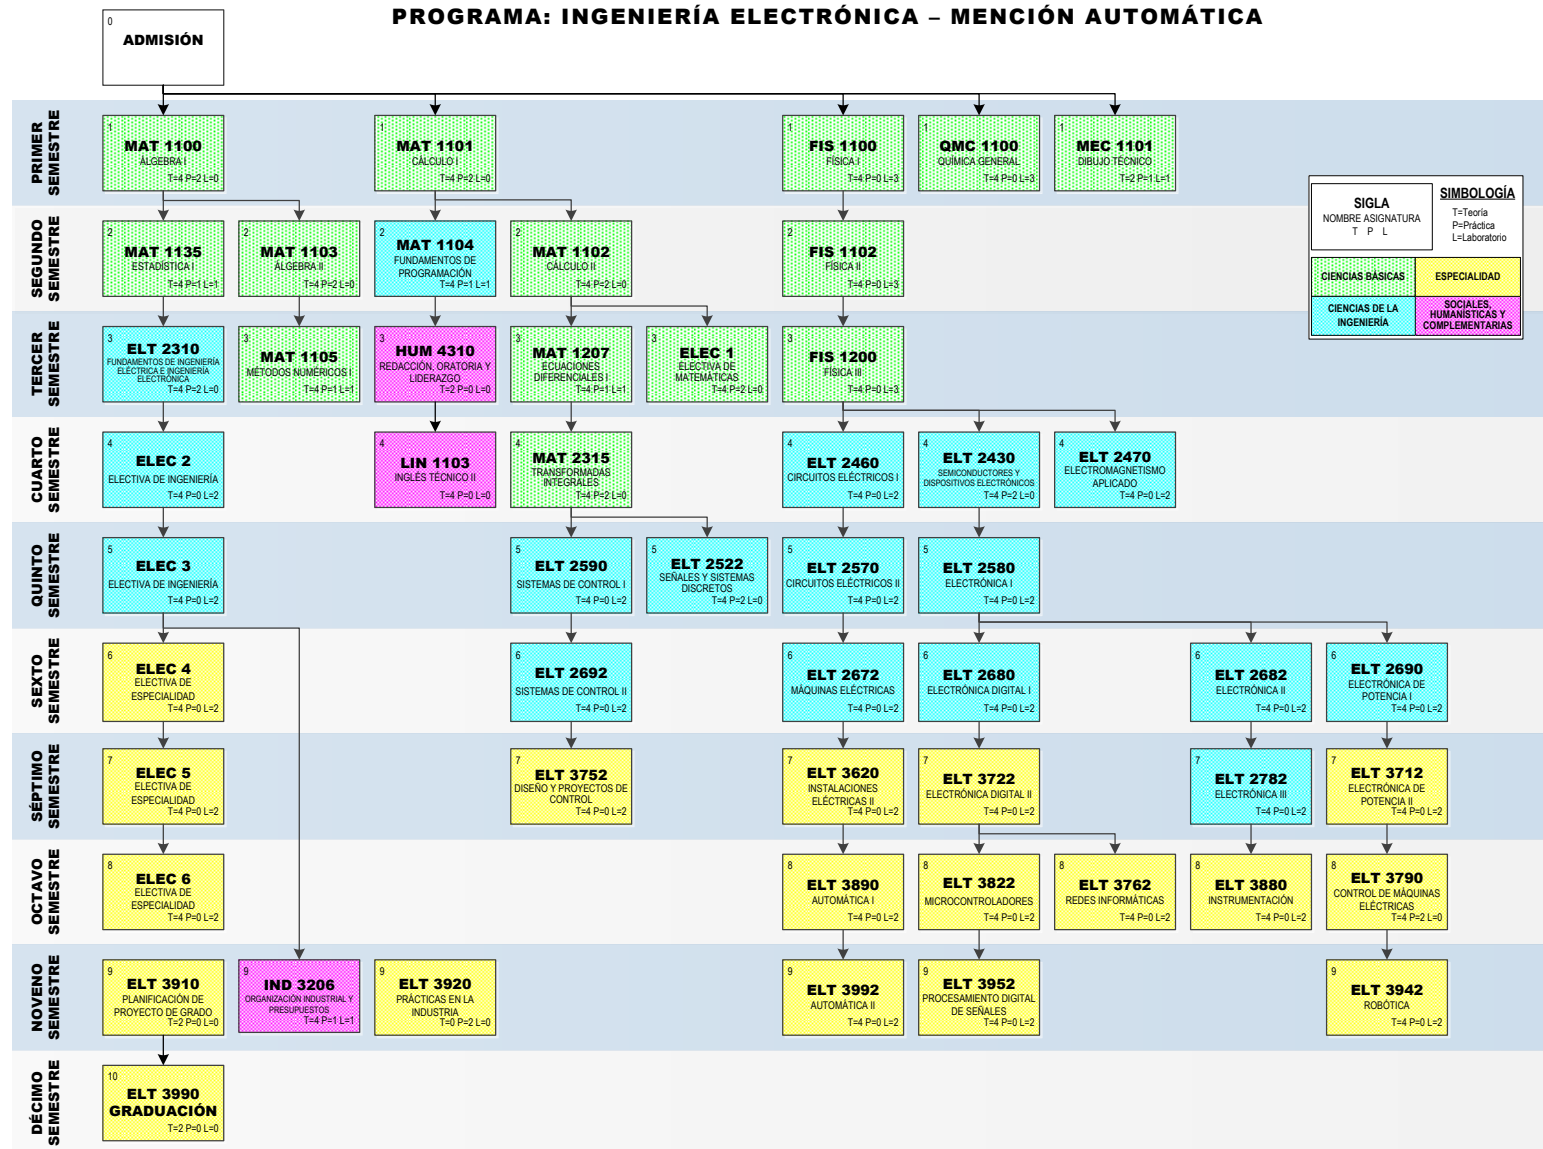 PROGRAMA: INGENIERÍA ELECTRÓNICA – MENCIÓN AUTOMÁTICA
0
ADMISIÓN
PRIMER
SEMESTRE
1
MAT 1100
ÁLGEBRA I
T=4 P=2 L=0
1
MAT 1101
CÁLCULO I
T=4 P=2 L=0
1
FIS 1100
FÍSICA I
T=4 P=0 L=3
1
QMC 1100
QUÍMICA GENERAL
T=4 P=0 L=3
1
MEC 1101
DIBUJO TÉCNICO
T=2 P=1 L=1
SIGLA
NOMBRE ASIGNATURA
T P L
SIMBOLOGÍA
T=Teoría
P=Práctica
L=Laboratorio
CIENCIAS BÁSICAS
ESPECIALIDAD
CIENCIAS DE LA
INGENIERÍA
SOCIALES,
HUMANÍSTICAS Y
COMPLEMENTARIAS
SEGUNDO
SEMESTRE
2
MAT 1135
ESTADÍSTICA I
T=4 P=1 L=1
2
MAT 1103
ÁLGEBRA II
T=4 P=2 L=0
2
MAT 1104
FUNDAMENTOS DE
PROGRAMACIÓN
T=4 P=1 L=1
2
MAT 1102
CÁLCULO II
T=4 P=2 L=0
2
FIS 1102
FÍSICA II
T=4 P=0 L=3
TERCER
SEMESTRE
3
ELT 2310
FUNDAMENTOS DE INGENIERÍA
ELÉCTRICA E INGENIERÍA
ELECTRÓNICA
T=4 P=2 L=0
3
MAT 1105
MÉTODOS NUMÉRICOS I
T=4 P=1 L=1
3
HUM 4310
REDACCIÓN, ORATORIA Y
LIDERAZGO
T=2 P=0 L=0
3
MAT 1207
ECUACIONES
DIFERENCIALES I
T=4 P=1 L=1
3
ELEC 1
ELECTIVA DE
MATEMÁTICAS
T=4 P=2 L=0
3
FIS 1200
FÍSICA III
T=4 P=0 L=3
CUARTO
SEMESTRE
4
ELEC 2
ELECTIVA DE INGENIERÍA
T=4 P=0 L=2
4
LIN 1103
INGLÉS TÉCNICO II
T=4 P=0 L=0
4
MAT 2315
TRANSFORMADAS
INTEGRALES
T=4 P=2 L=0
4
ELT 2460
CIRCUITOS ELÉCTRICOS I
T=4 P=0 L=2
4
ELT 2430
SEMICONDUCTORES Y
DISPOSITIVOS ELECTRÓNICOS
T=4 P=2 L=0
4
ELT 2470
ELECTROMAGNETISMO
APLICADO
T=4 P=0 L=2
QUINTO
SEMESTRE
5
ELEC 3
ELECTIVA DE INGENIERÍA
T=4 P=0 L=2
5
ELT 2590
SISTEMAS DE CONTROL I
T=4 P=0 L=2
5
ELT 2522
SEÑALES Y SISTEMAS
DISCRETOS
T=4 P=2 L=0
5
ELT 2570
CIRCUITOS ELÉCTRICOS II
T=4 P=0 L=2
5
ELT 2580
ELECTRÓNICA I
T=4 P=0 L=2
SEXTO
SEMESTRE
6
ELEC 4
ELECTIVA DE
ESPECIALIDAD
T=4 P=0 L=2
6
ELT 2692
SISTEMAS DE CONTROL II
T=4 P=0 L=2
6
ELT 2672
MÁQUINAS ELÉCTRICAS
T=4 P=0 L=2
6
ELT 2680
ELECTRÓNICA DIGITAL I
T=4 P=0 L=2
6
ELT 2682
ELECTRÓNICA II
T=4 P=0 L=2
6
ELT 2690
ELECTRÓNICA DE
POTENCIA I
T=4 P=0 L=2
SÉPTIMO
SEMESTRE
7
ELEC 5
ELECTIVA DE
ESPECIALIDAD
T=4 P=0 L=2
7
ELT 3752
DISEÑO Y PROYECTOS DE
CONTROL
T=4 P=0 L=2
7
ELT 3620
INSTALACIONES
ELÉCTRICAS II
T=4 P=0 L=2
7
ELT 3722
ELECTRÓNICA DIGITAL II
T=4 P=0 L=2
7
ELT 2782
ELECTRÓNICA III
T=4 P=0 L=2
7
ELT 3712
ELECTRÓNICA DE
POTENCIA II
T=4 P=0 L=2
OCTAVO
SEMESTRE
8
ELEC 6
ELECTIVA DE
ESPECIALIDAD
T=4 P=0 L=2
8
ELT 3890
AUTOMÁTICA I
T=4 P=0 L=2
8
ELT 3822
MICROCONTROLADORES
T=4 P=0 L=2
8
ELT 3762
REDES INFORMÁTICAS
T=4 P=0 L=2
8
ELT 3880
INSTRUMENTACIÓN
T=4 P=0 L=2
8
ELT 3790
CONTROL DE MÁQUINAS
ELÉCTRICAS
T=4 P=2 L=0
NOVENO
SEMESTRE
9
ELT 3910
PLANIFICACIÓN DE
PROYECTO DE GRADO
T=2 P=0 L=0
9
IND 3206
ORGANIZACIÓN INDUSTRIAL Y
PRESUPUESTOS
T=4 P=1 L=1
9
ELT 3920
PRÁCTICAS EN LA
INDUSTRIA
T=0 P=2 L=0
9
ELT 3992
AUTOMÁTICA II
T=4 P=0 L=2
9
ELT 3952
PROCESAMIENTO DIGITAL
DE SEÑALES
T=4 P=0 L=2
9
ELT 3942
ROBÓTICA
T=4 P=0 L=2
DÉCIMO
SEMESTRE
10
ELT 3990
GRADUACIÓN
T=2 P=0 L=0